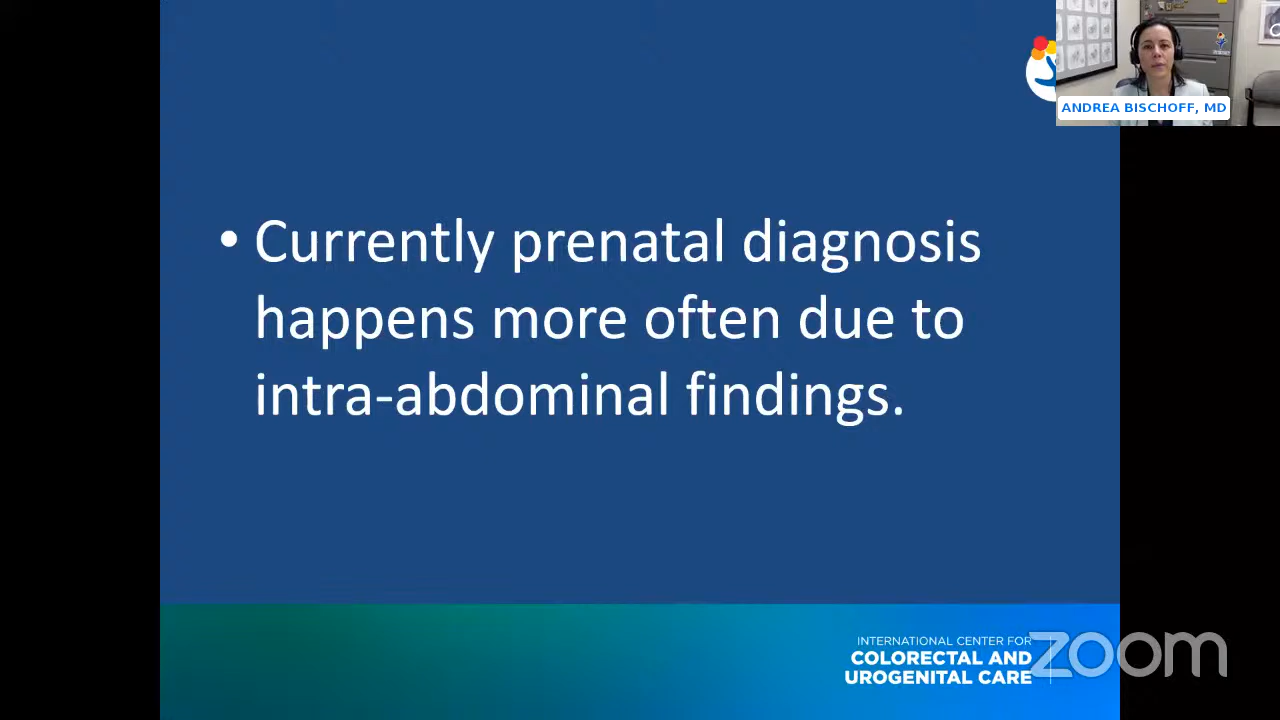 ANDREA BISCHOFF, MD
• Currently prenatal diagnosis
happens more often due to
intra-abdominal findings.
INTERNATIONAL CENTER FOR
COLORECTAL AND
UROGENITAL CARE
zoom